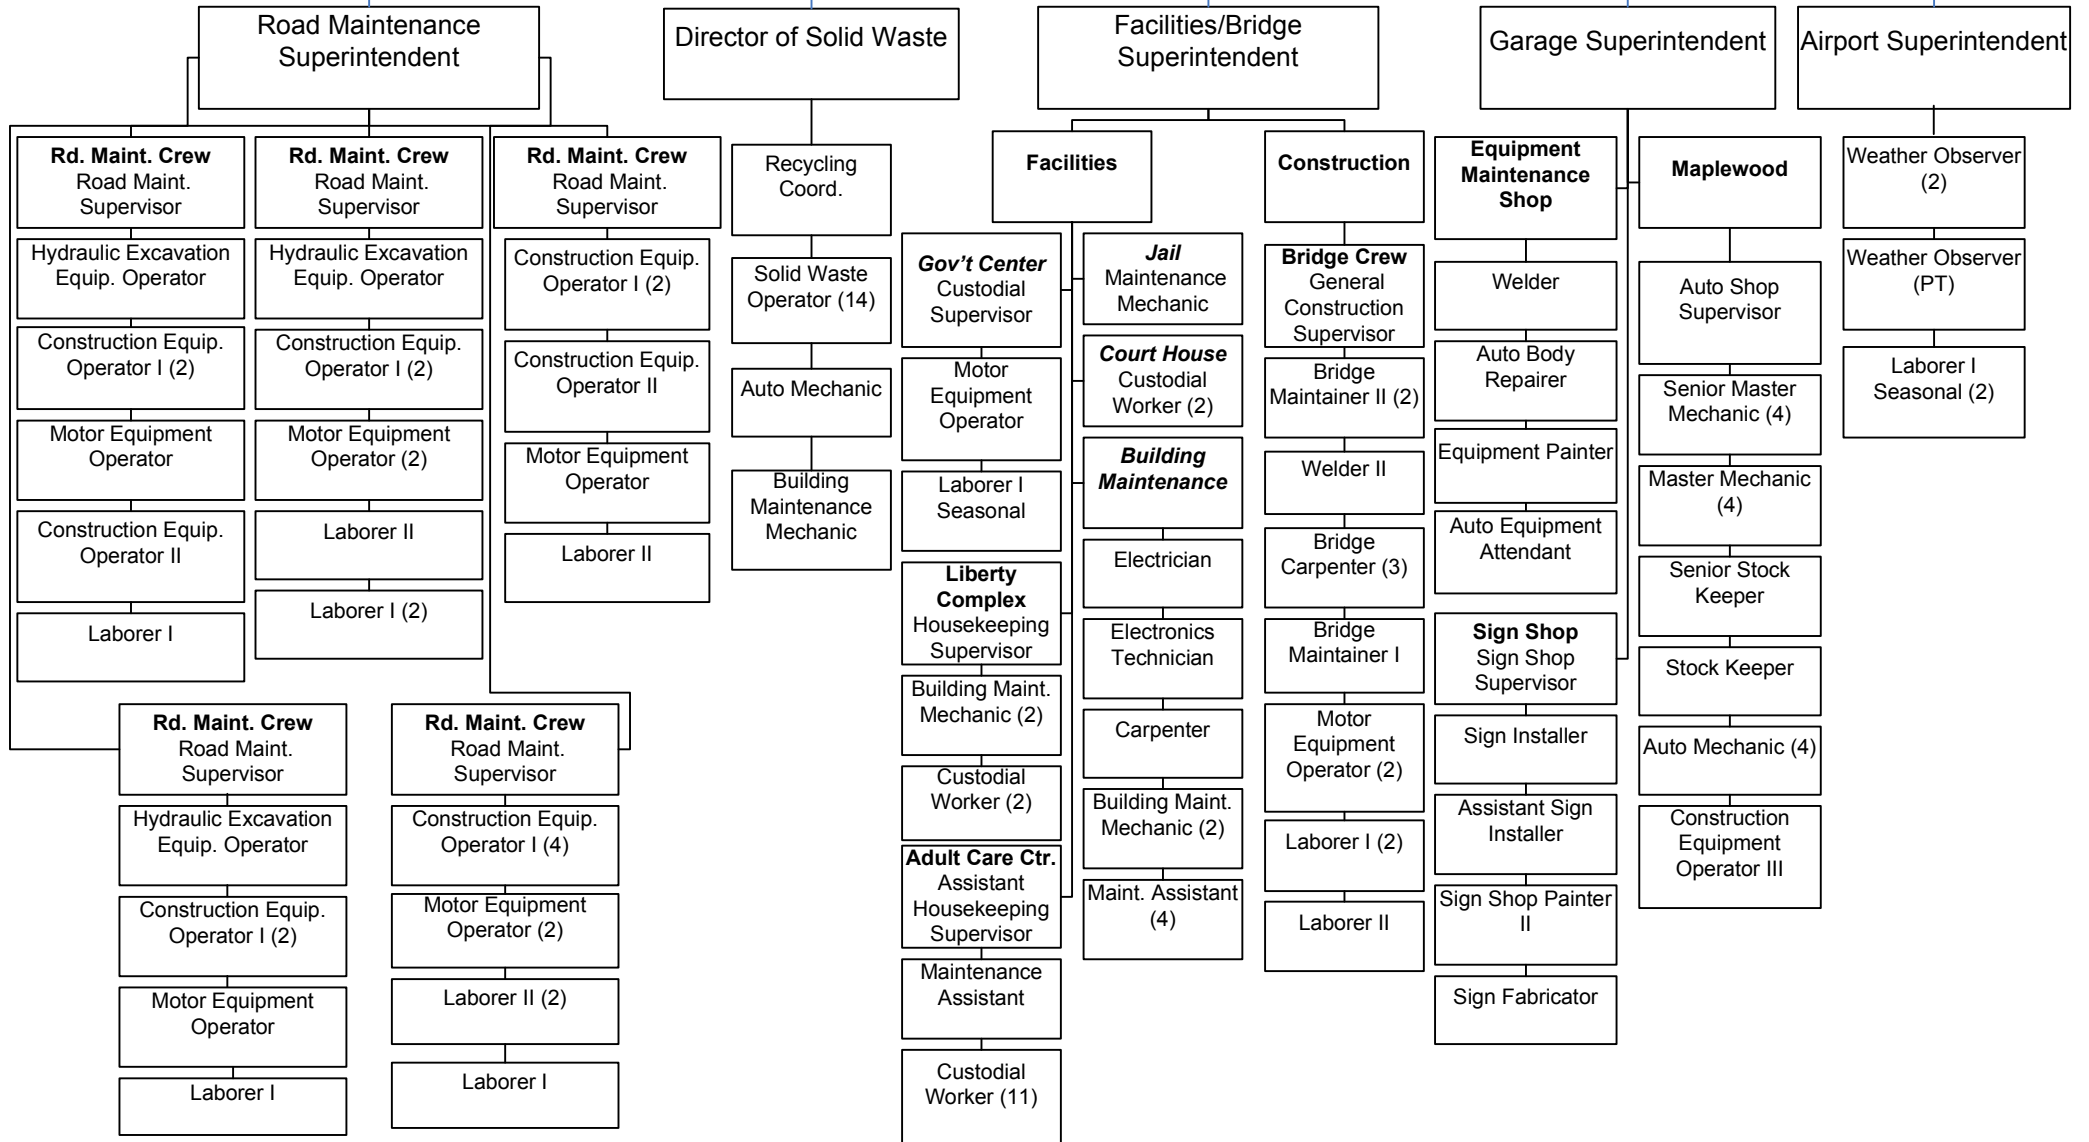 Road Maintenance
Superintendent
Director of Solid Waste
Facilities/Bridge
Superintendent
Garage Superintendent
Airport Superintendent
Rd. Maint. Crew
Road Maint.
Supervisor
Hydraulic Excavation
Equip. Operator
Construction Equip.
Operator I (2)
Motor Equipment
Operator
Construction Equip.
Operator II
Laborer I
Rd. Maint. Crew
Road Maint.
Supervisor
Hydraulic Excavation
Equip. Operator
Construction Equip.
Operator I (2)
Motor Equipment
Operator (2)
Laborer II
Laborer I (2)
Rd. Maint. Crew
Road Maint.
Supervisor
Construction Equip.
Operator I (2)
Construction Equip.
Operator II
Motor Equipment
Operator
Laborer II
Rd. Maint. Crew
Road Maint.
Supervisor
Hydraulic Excavation
Equip. Operator
Construction Equip.
Operator I (2)
Motor Equipment
Operator
Laborer I
Rd. Maint. Crew
Road Maint.
Supervisor
Construction Equip.
Operator I (4)
Motor Equipment
Operator (2)
Laborer II (2)
Laborer I
Recycling
Coord.
Solid Waste
Operator (14)
Auto Mechanic
Building
Maintenance
Mechanic
Facilities
Gov’t Center
Custodial
Supervisor
Motor
Equipment
Operator
Laborer I
Seasonal
Liberty
Complex
Housekeeping
Supervisor
Building Maint.
Mechanic (2)
Custodial
Worker (2)
Adult Care Ctr.
Assistant
Housekeeping
Supervisor
Maintenance
Assistant
Custodial
Worker (11)
Jail
Maintenance
Mechanic
Court House
Custodial
Worker (2)
Building
Maintenance
Electrician
Electronics
Technician
Carpenter
Building Maint.
Mechanic (2)
Maint. Assistant
(4)
Construction
Bridge Crew
General
Construction
Supervisor
Bridge
Maintainer II (2)
Welder II
Bridge
Carpenter (3)
Bridge
Maintainer I
Motor
Equipment
Operator (2)
Laborer I (2)
Laborer II
Equipment
Maintenance
Shop
Welder
Auto Body
Repairer
Equipment Painter
Auto Equipment
Attendant
Sign Shop
Sign Shop
Supervisor
Sign Installer
Assistant Sign
Installer
Sign Shop Painter
II
Sign Fabricator
Maplewood
Auto Shop
Supervisor
Senior Master
Mechanic (4)
Master Mechanic
(4)
Senior Stock
Keeper
Stock Keeper
Auto Mechanic (4)
Construction
Equipment
Operator III
Weather Observer
(2)
Weather Observer
(PT)
Laborer I
Seasonal (2)